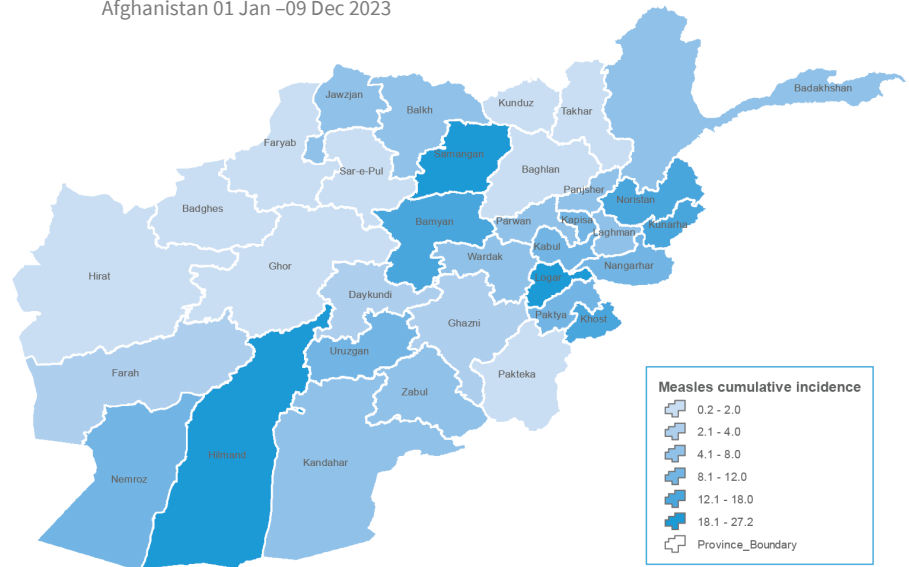 Afghanistan 01 Jan –09 Dec 2023
Badakhshan
Jawzjan
Balkh
Kunduz
Takhar
Faryab
Samangan
Sar-e-Pul
Baghlan
Penjsher
Noristan
Badghes
Bamyan
Parwan
Kapisa
Kunarha
Laghman
Kabul
Wardak
Ghor
Nangarhar
Hirat
Logar
Daykundi
Ghazni
Paktya
Khost
Uruzgan
Farah
Pakteka
Zabul
Hilmand
Kandahar
Nemroz
Measles cumulative incidence
0.2 - 2.0
2.1 - 4.0
4.1 - 8.0
8.1 - 12.0
12.1 - 18.0
18.1 - 27.2
Province_Boundary